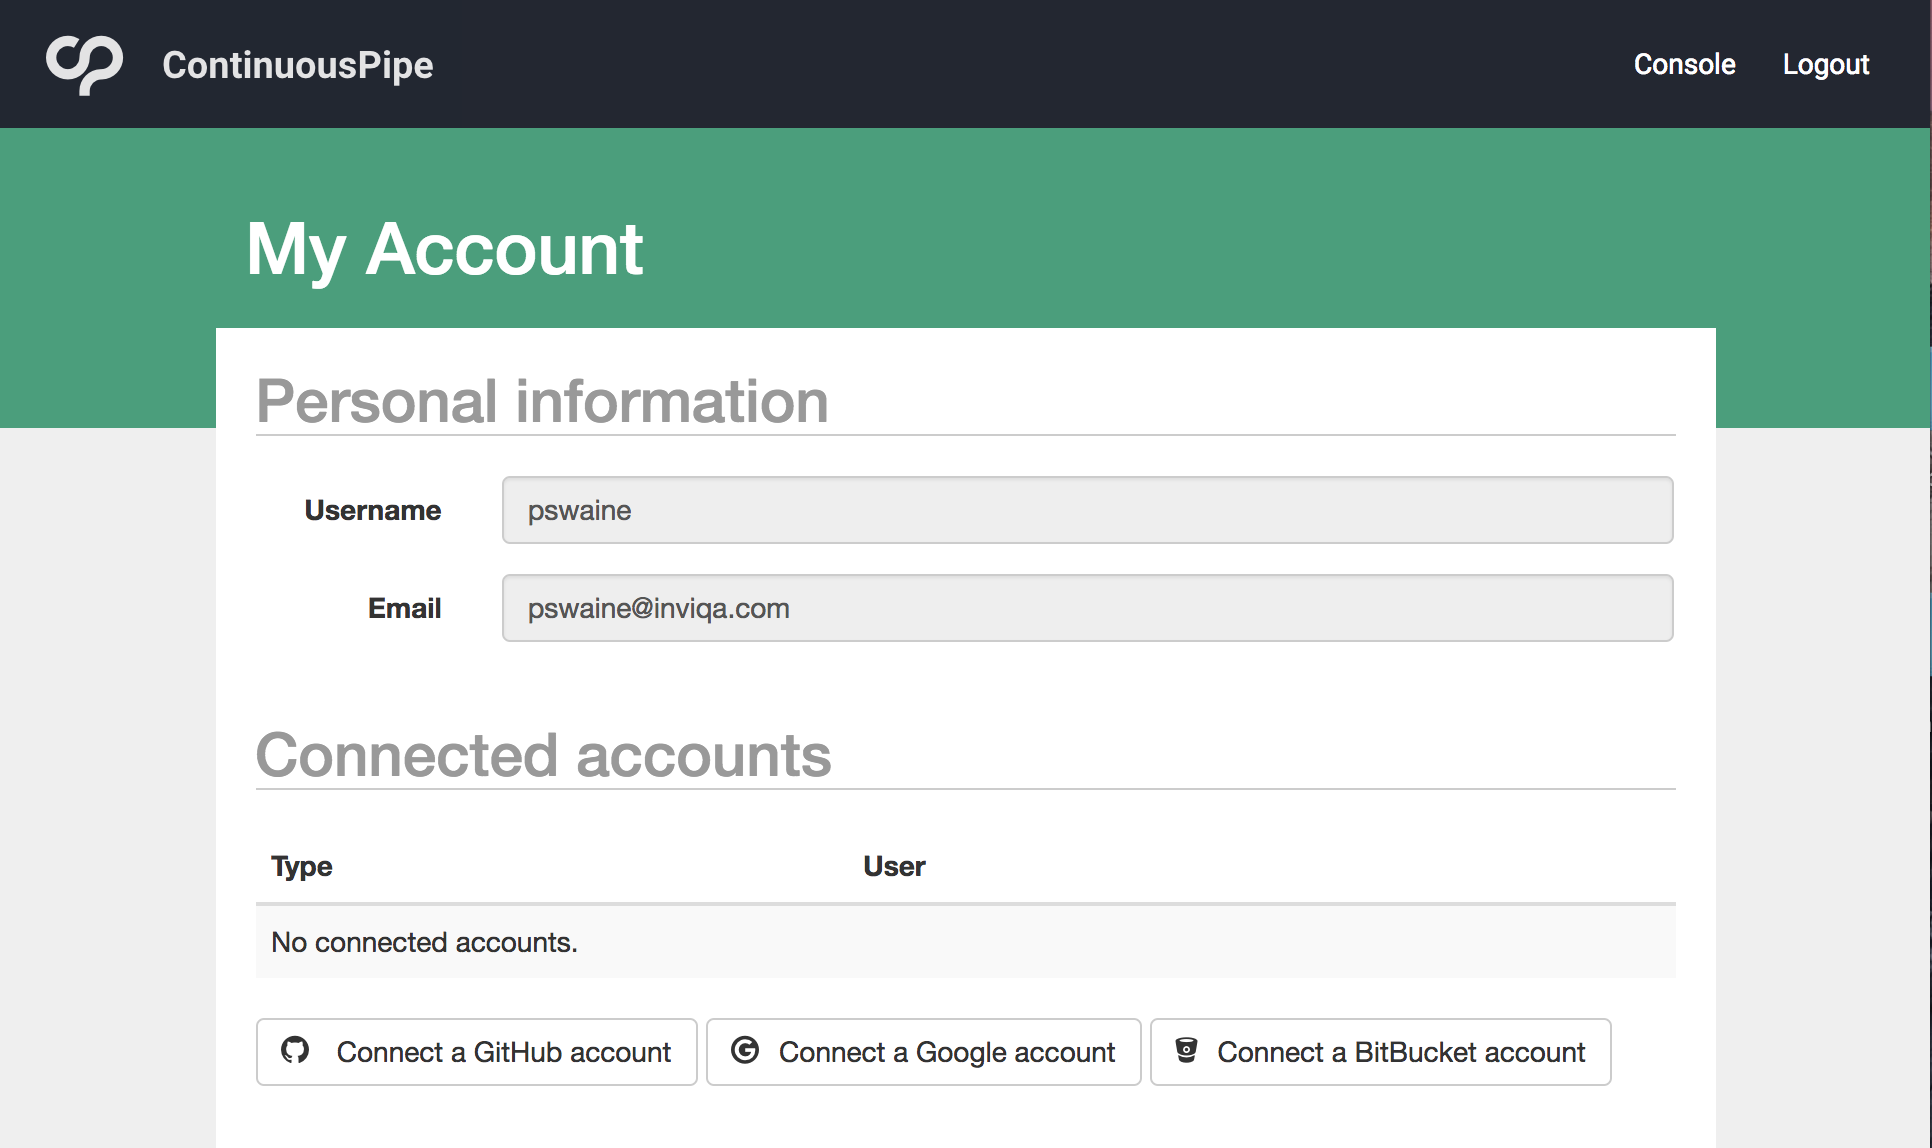 ContinuousPipe
Console Logout
My Account
Personal information
Username pswaine
Email pswaine@inviqa.com
Connected accounts
Type User
No connected accounts.
Connect a GitHub account Connect a Google account Connect a BitBucket account